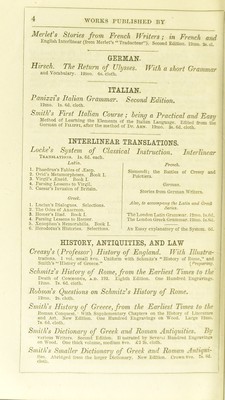 4 WORKS PUBLISHED BY
Merlet's Stories from French Writers; in French and
English Interlinear (from Merlet's "Traducteur"). Second Edition. 12mo. 2s. cl.
GERMAN.
Hirsch. The Return of Ulysses. With a short Grammar
and Vocabulary. 12mo. cloth.
ITALIAN.
Panizzi's Italian Grammar. Second Edition.
12mo. 1s. 6d. cloth.
Smith's First Italian Course; being a Practical and Easy
Method of Learning the Elements of the Italian Language. Edited from the
German of after the method of Dr. Ahn. 12mo. cloth.
INTERLINEAR TRANSLATIONS.
Locke's System of Classical Instruction. Interlinear
Translations. 1s. 6d. each.
Latin.
1. Phaedrus's Fables of Æsop.
2. Ovid's Metamorphoses. Book I.
3. Virgil's Æneid. Book I.
4. Parsing Lessons to Virgil.
5. Cæsar's Invasion of Britain.
Greek.
1. Lucian's Dialogues. Selections.
2. The Odes of Anacreon.
3. Homer's Iliad. Book I.
4. Parsing Lessons to Homer.
5. Xenophon's Memorabilia. Book I.
6. Herodotus's Histories. Selections.
French.
Sismondi; the Battles of Cressy and
Poictiers.
German.
Stories from German Writers.
Also, to accompany the Latin and Greek
Series.
The London Latin Grammar. 12mo. 1s. 6d.
The London Greek Grammar. 12mo. 1s. 6d.
An Essay explanatory of the System.
HISTORY, ANTIQUITIES, AND LAW
Creasy's (Professor) History of England. With Illustra-
tions. 1 vol. small 8vo. Uniform with Schmitz's "History of Rome," and
Smith's "History of Greece." [Preparing.
Schmitz's History of Rome, from the Earliest Times to the
Death of Commodus, A.D. 192. Eighth Edition. One Hundred Engravings.
12mo. 7s. 6d. cloth.
Robson's Questions on Schmitz's History of Rome.
12mo. 2s. cloth.
Smith's History of Greece, from the Earliest Times to the
Roman Conquest. With Supplementary Chapters on the History of Literature
and Art. New Edition. One Hundred Engravings on Wood. Large 12mo.
7s. 6d. cloth.
Smith's Dictionary of Greek and Roman Antiquities. By
various Writers. Second Edition. Illustrated by Several Hundred Engravings
on Wood. One thick volume, medium 8vo. £2 2s. cloth.
Smith's Smaller Dictionary of Greek and Roman Antiqui-
ties. Abridged from the larger Dictionary. New Edition. Crown 8vo. 7s. 6d.
cloth.